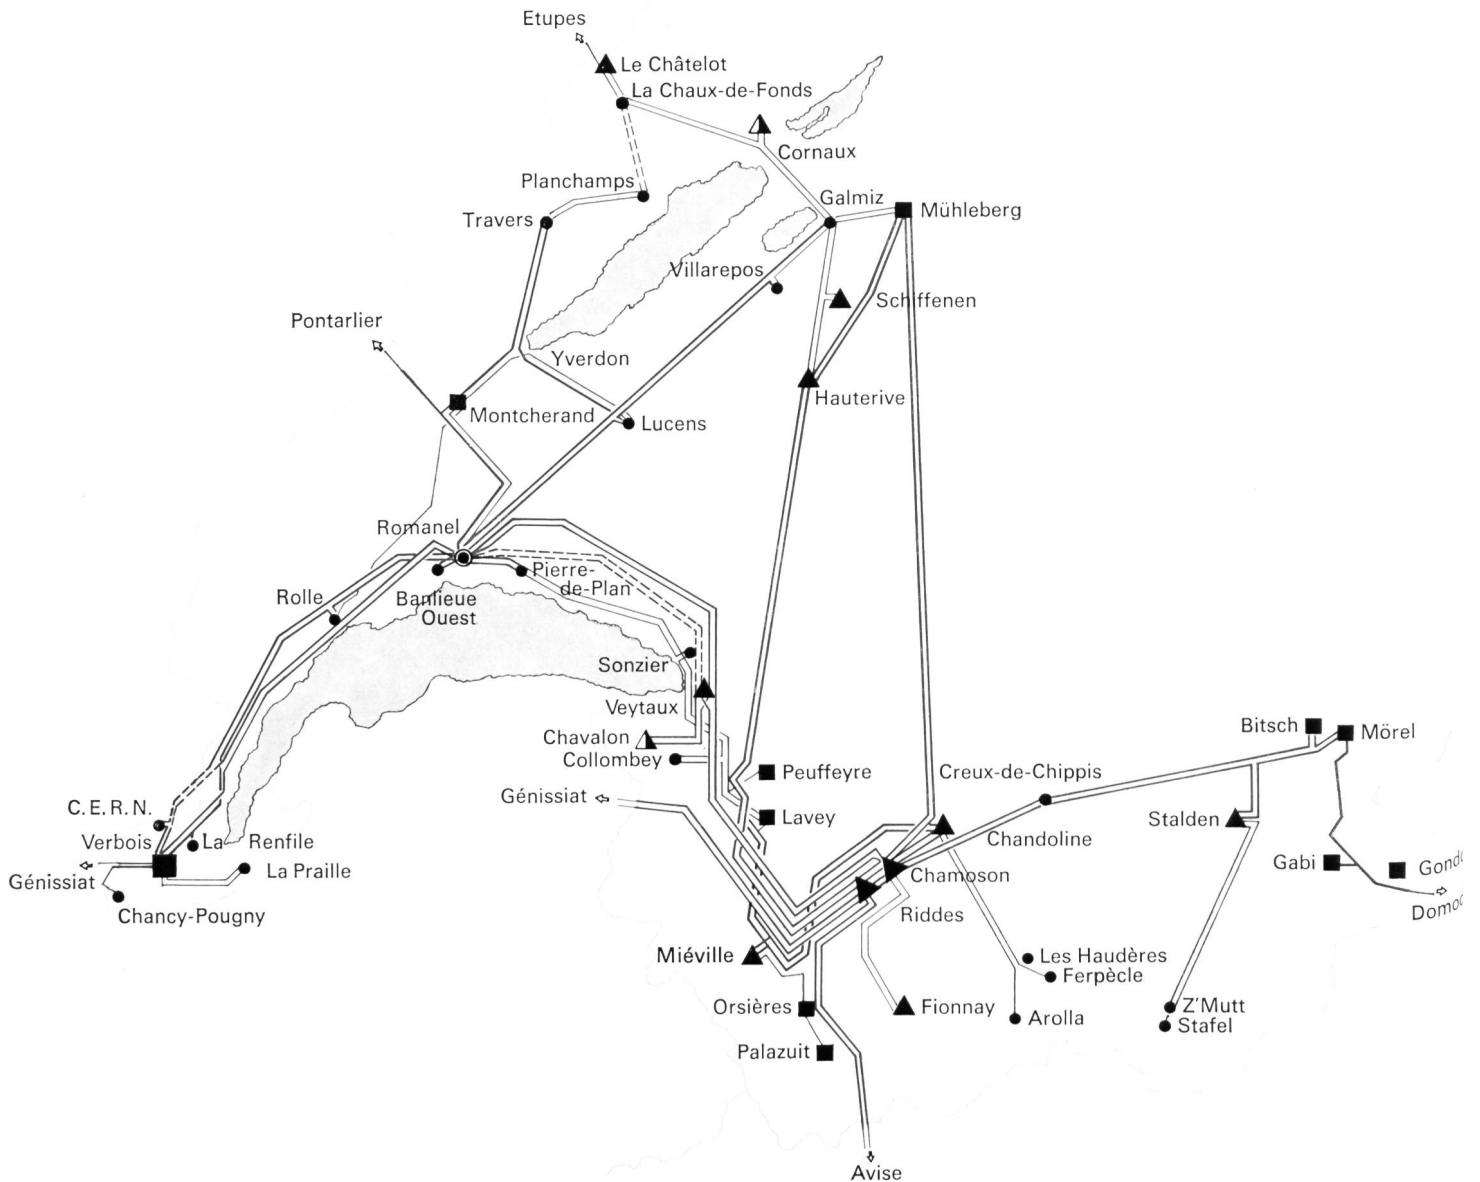 Etupes
Le Châtelot
La Chaux-de-Fonds
Cornaux
Planchamps
Galmiz
Mühleberg
Travers
Villarepos
Schiffenen
Pontarlier
Yverdon
Hauterive
Montcherand
Lucens
Romanel
Pierre-
de-Plan
Rolle
Banlieue
Ouest
Sonzier
Veytaux
Bitsch
Mörel
Chavalon
Collombey
Peuffeyre
Creux-de-Chippis
Génissiat
C.E.R.N.
Lavey
Stalden
Verbois
La Renfile
Chandoline
Génissiat
La Praille
Chamoson
Gabi
Chancy-Pougny
Riddes
Miéville
Les Haudères
Ferpècle
Orsières
Fionnay
Arolla
Z'Mutt
Stafel
Palazuit
Avise